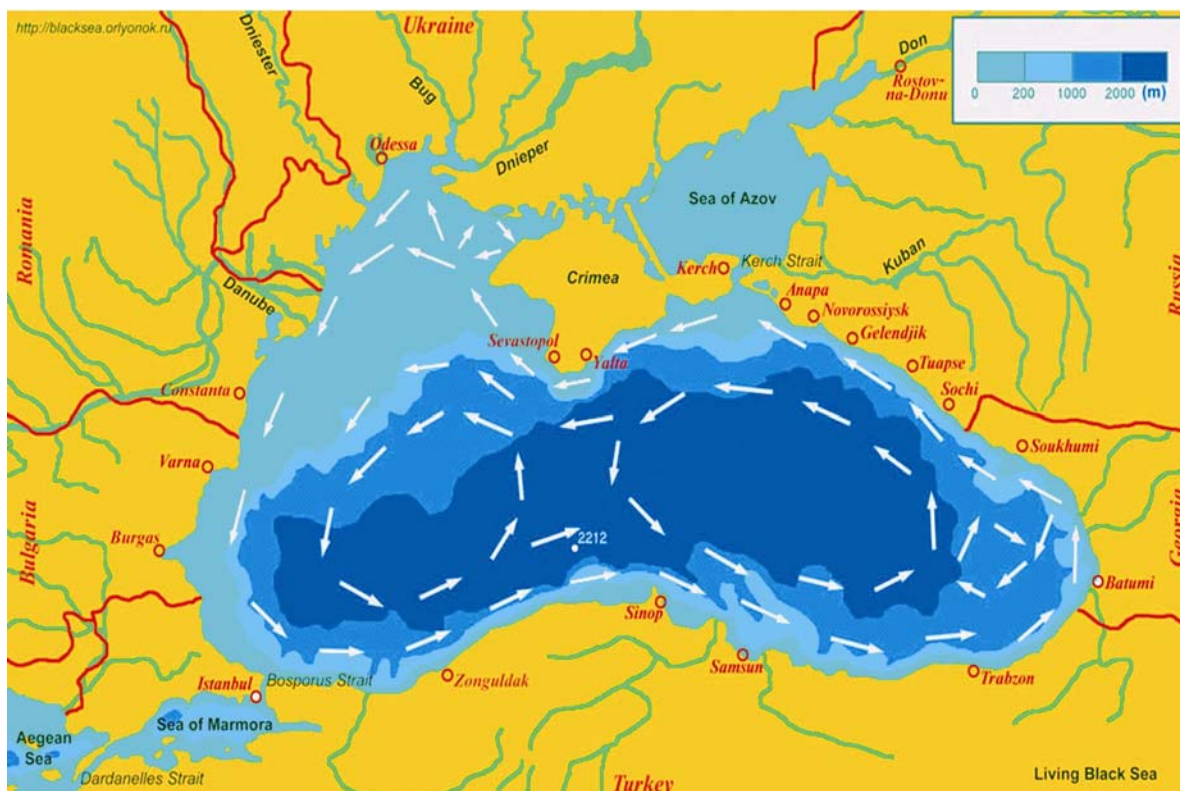 http://blacksea.orlyonok.ru
Ukraine
Dniester
Bug
Don
Rostov-
na-Donu
0 200 1000 2000 (m)
Odessa
Dnieper
Sea of Azov
Romania
Danube
Crimea
Kerch
Kerch Strait
Kuban
Russia
Anapa
Novorossiysk
Gelendjik
Sevastopol
Yalta
Tuapse
Constanta
Sochi
Varna
Soukhumi
Bulgaria
Burgas
2212
Georgia
Batumi
Sinop
Samsun
Trabzon
Zonguldak
Istanbul
Bosporus Strait
Sea of Marmora
Aegean
Sea
Dardanelles Strait
Turkey
Living Black Sea